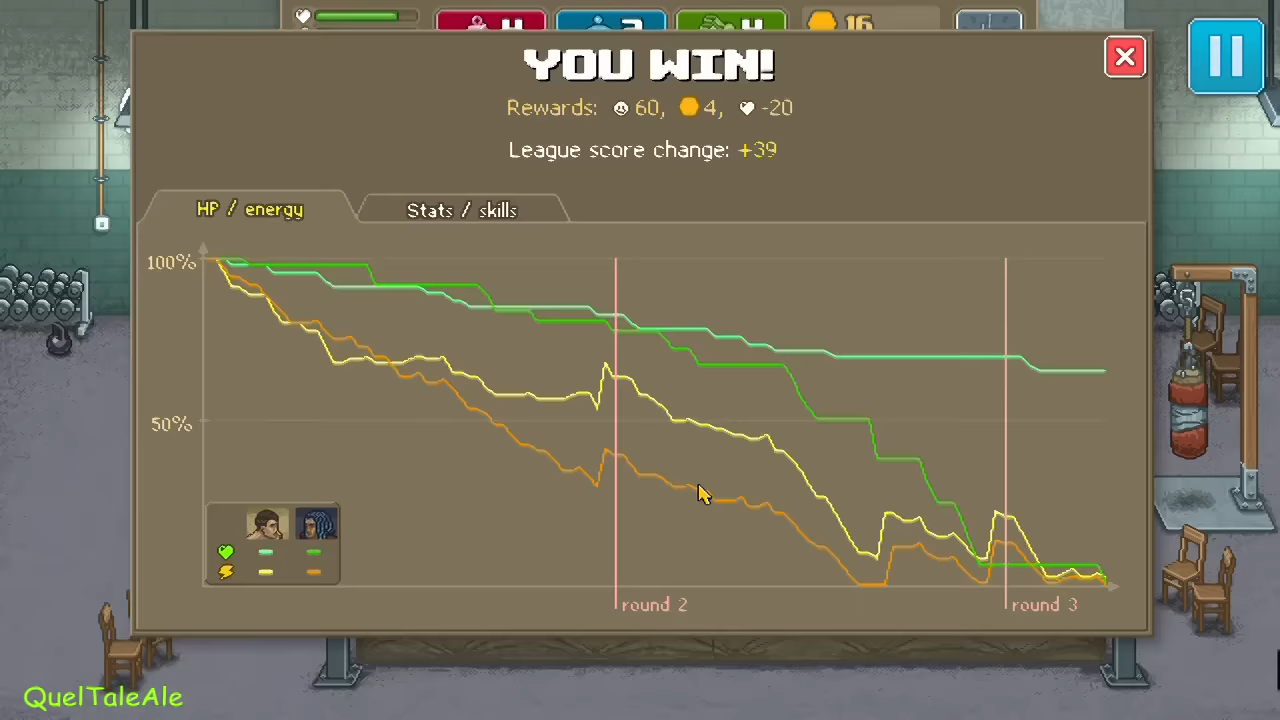 16
YOU WIN!
Rewards: 60, 4, -20
League score change: +39
HP / energy
Stats / skills
100%
50%
round 2
round 3
QuelTaleAle